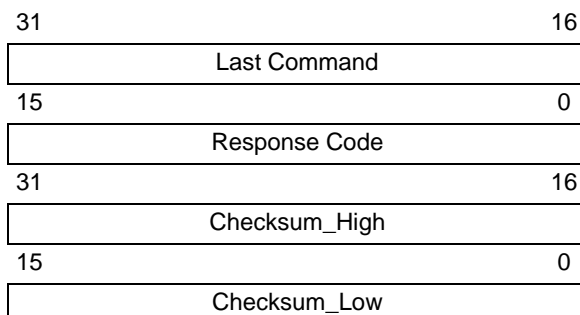 31 16
Last Command
15 0
Response Code
31 16
Checksum_High
15 0
Checksum_Low